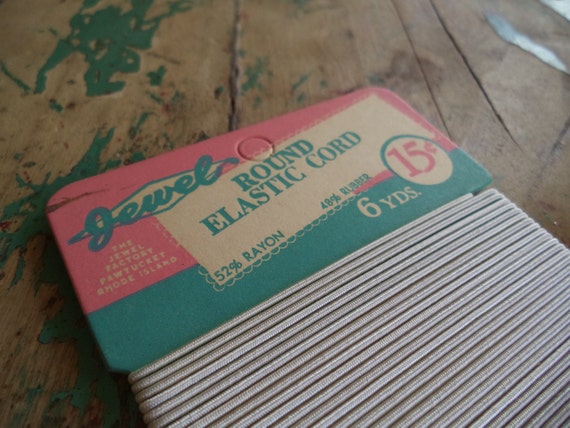 Jewel
ROUND
ELASTIC CORD
15¢
52% RAYON 48% RUBBER
6 YDS.
THE
JEWEL
FACTORY
PAWTUCKET
RHODE ISLAND